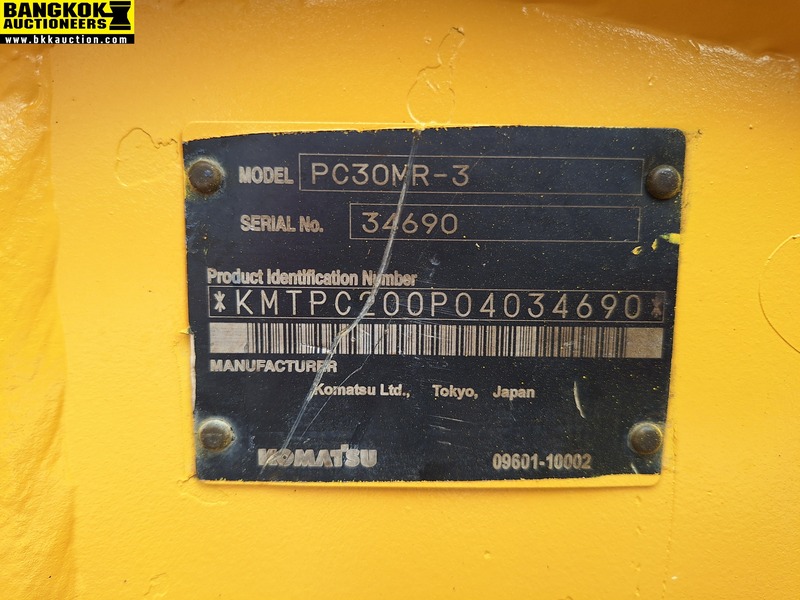 BANGKOK
AUCTIONEERS
www.bkkauction.com
MODEL PC30MR-3
SERIAL No. 34690
Product Identification Number
*KMTPC200P04034690*
MANUFACTURER
Komatsu Ltd., Tokyo, Japan
KOMATSU 09601-10002